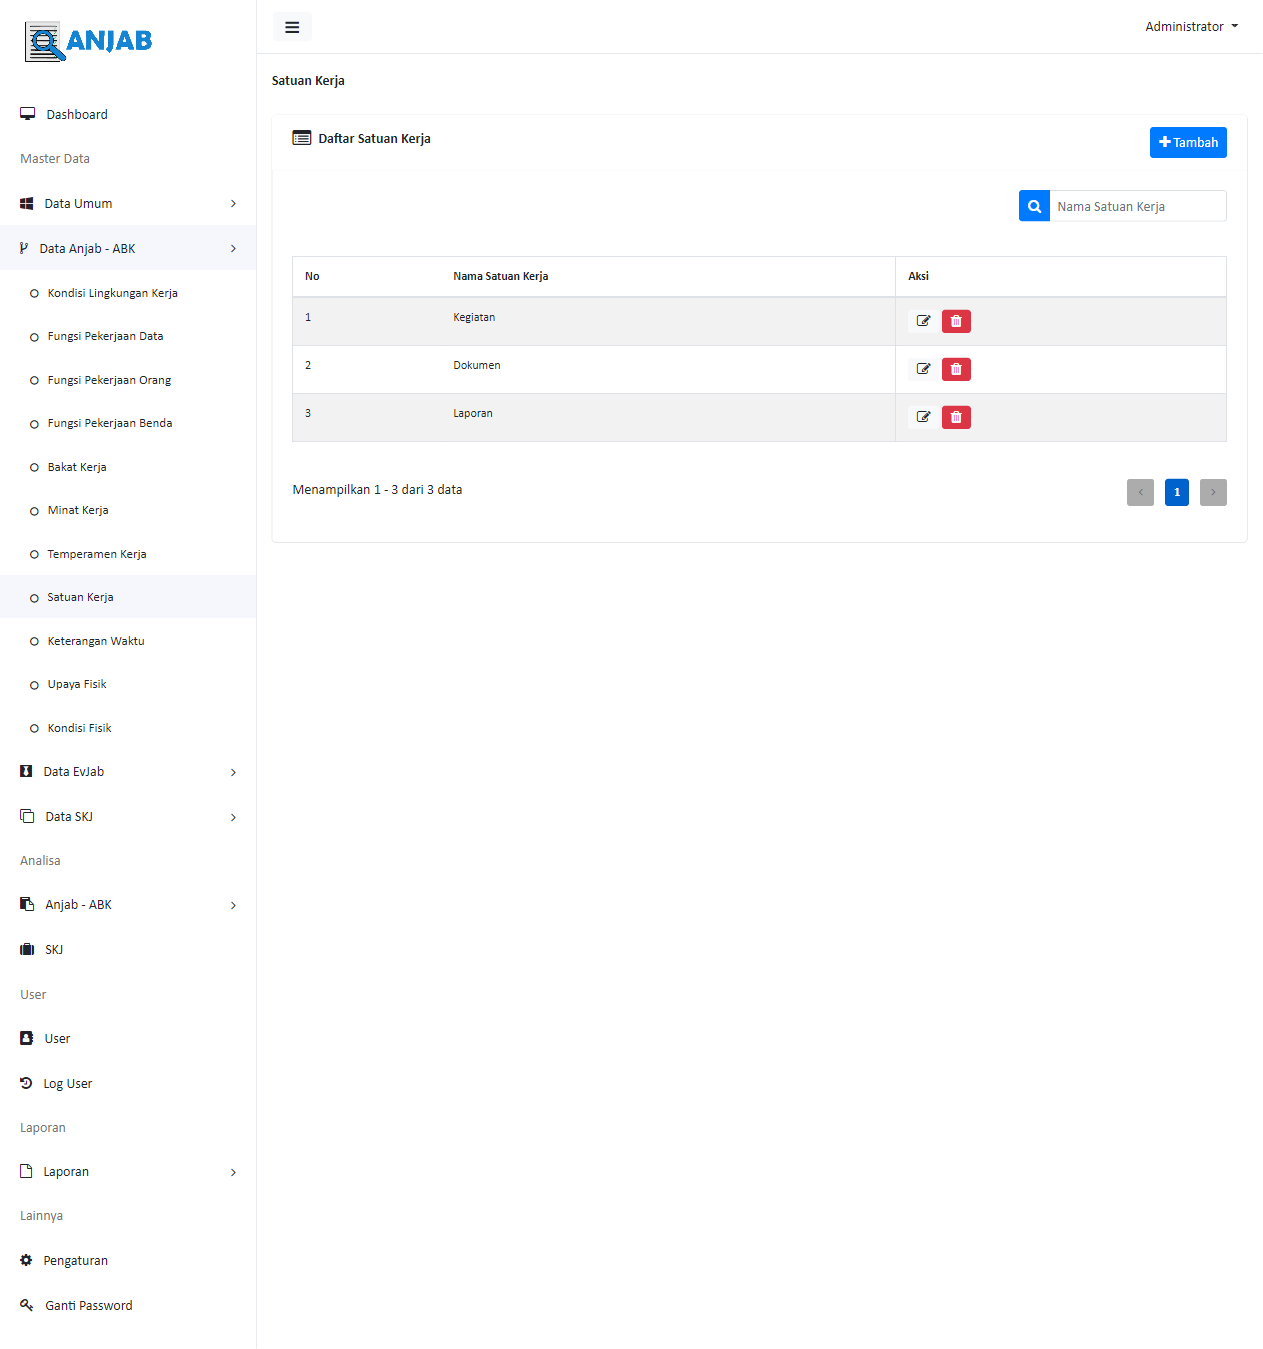 ANJAB
Administrator
Satuan Kerja
Dashboard
Master Data
Data Umum
Data Anjab - ABK
Kondisi Lingkungan Kerja
Fungsi Pekerjaan Data
Fungsi Pekerjaan Orang
Fungsi Pekerjaan Benda
Bakat Kerja
Minat Kerja
Temperamen Kerja
Satuan Kerja
Keterangan Waktu
Upaya Fisik
Kondisi Fisik
Data EvJab
Data SKJ
Analisa
Anjab - ABK
SKJ
User
User
Log User
Laporan
Laporan
Lainnya
Pengaturan
Ganti Password
Daftar Satuan Kerja
Tambah
Nama Satuan Kerja
No Nama Satuan Kerja Aksi
1 Kegiatan
2 Dokumen
3 Laporan
Menampilkan 1 - 3 dari 3 data
‹ 1 ›